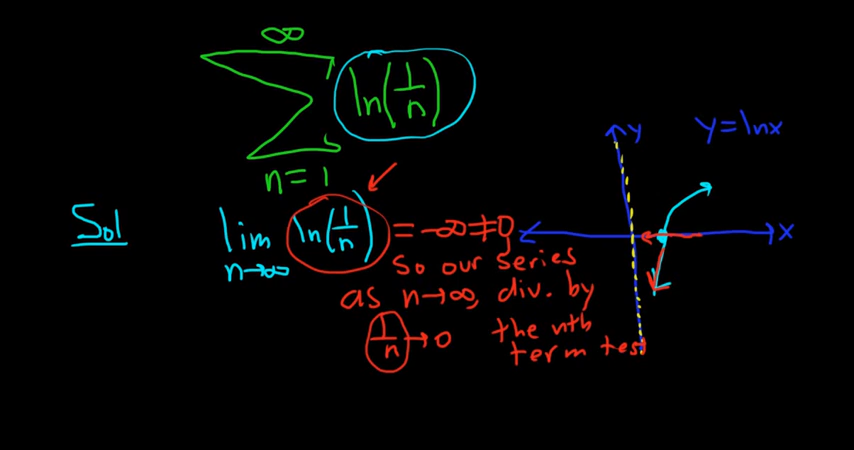 ∞
Σ ln(1/n)
n=1
y
y=lnx
x
Sol
lim ln(1/n) = -∞≠0
n→∞
So our series
as n→∞, div. by
1/n →0 the nth
term test